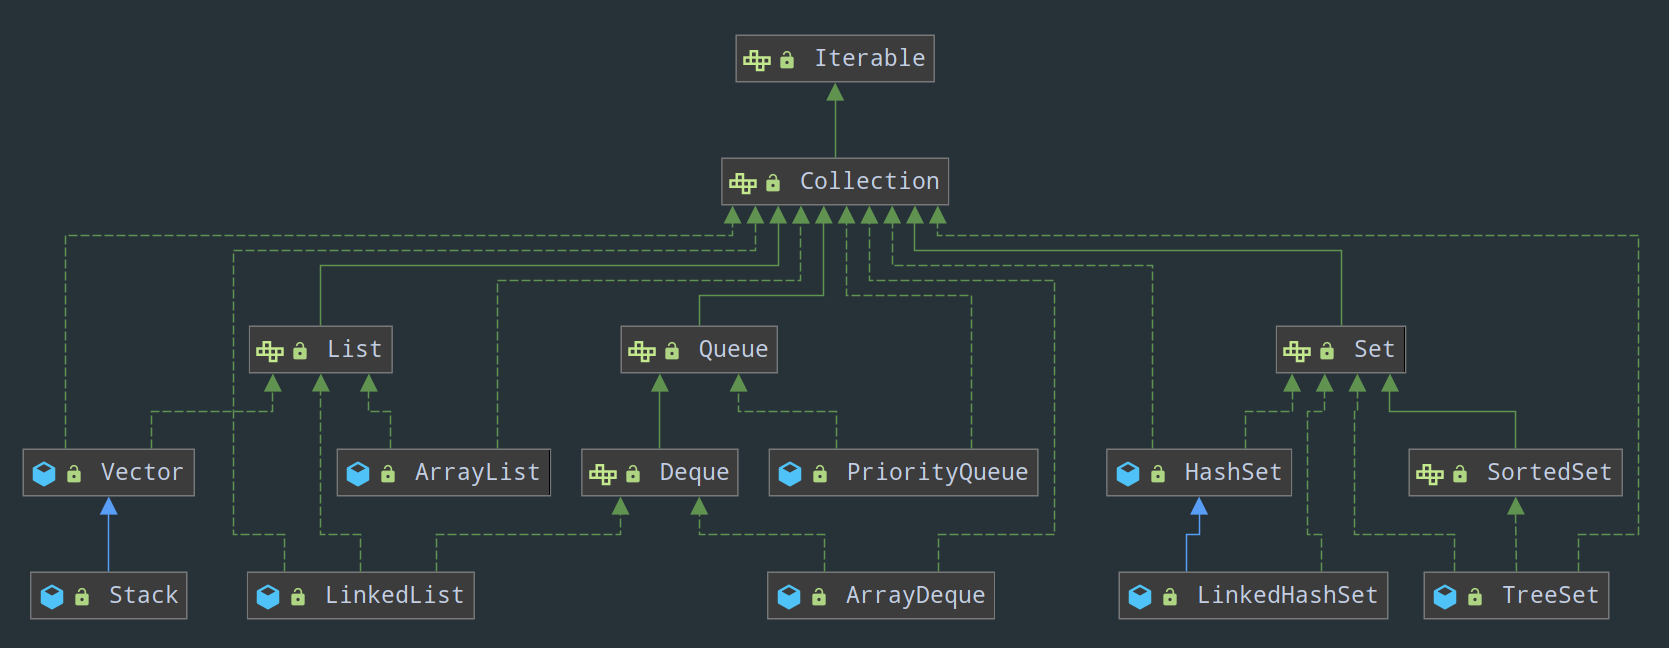 Iterable
Collection
List
Queue
Set
Vector
ArrayList
Deque
PriorityQueue
HashSet
SortedSet
Stack
LinkedList
ArrayDeque
LinkedHashSet
TreeSet